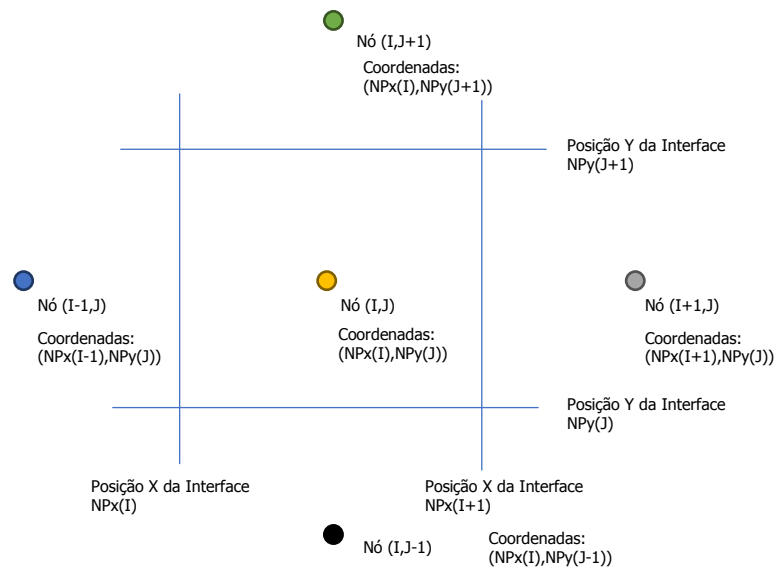 Nó (I,J+1)
Coordenadas:
(NPx(I),NPy(J+1))
Posição Y da Interface
NPy(J+1)
Nó (I-1,J)
Coordenadas:
(NPx(I-1),NPy(J))
Nó (I,J)
Coordenadas:
(NPx(I),NPy(J))
Nó (I+1,J)
Coordenadas:
(NPx(I+1),NPy(J))
Posição Y da Interface
NPy(J)
Posição X da Interface
NPx(I)
Posição X da Interface
NPx(I+1)
Nó (I,J-1)
Coordenadas:
(NPx(I),NPy(J-1))